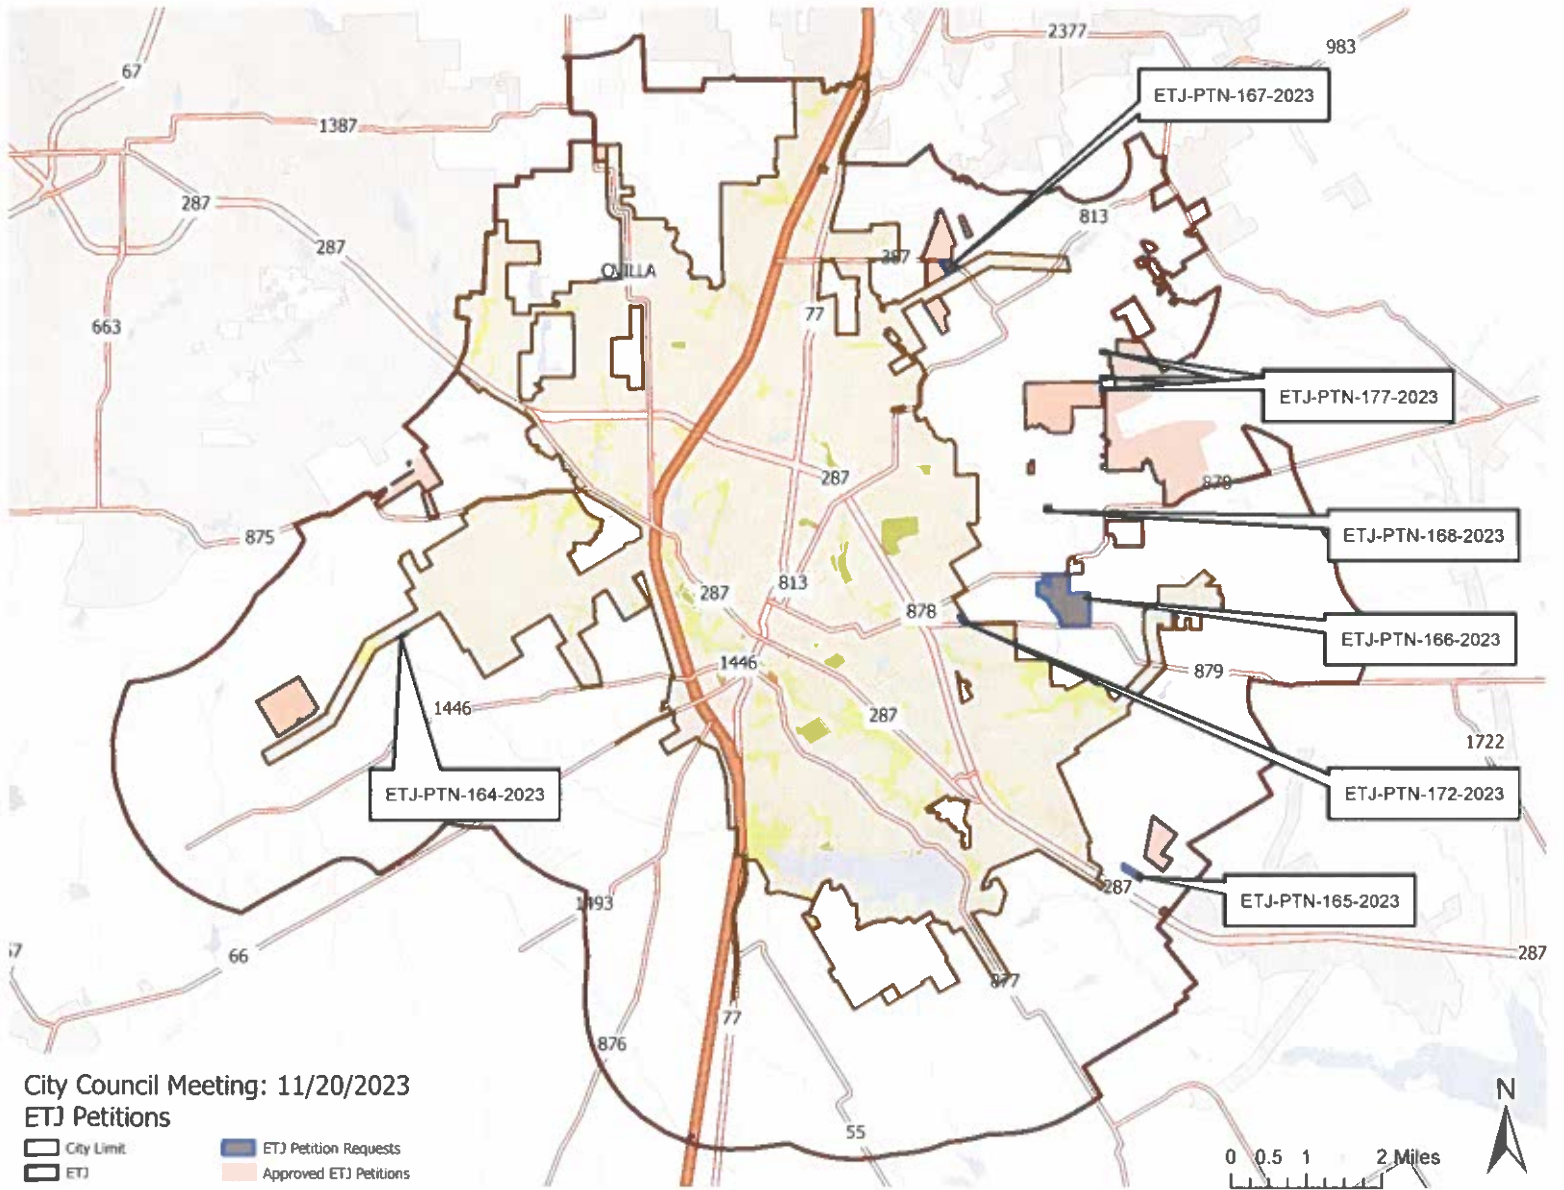 2377
983
67
ETJ-PTN-167-2023
1387
287
813
287
387
OVILLA
77
663
ETJ-PTN-177-2023
287
879
875
ETJ-PTN-168-2023
813
287
878
ETJ-PTN-166-2023
1446
879
1446
287
1722
ETJ-PTN-164-2023
ETJ-PTN-172-2023
287
1493
ETJ-PTN-165-2023
66
287
877
77
876
55
City Council Meeting: 11/20/2023
ETJ Petitions
City Limit
ETJ Petition Requests
ETJ
Approved ETJ Petitions
N
0 0.5 1 2 Miles